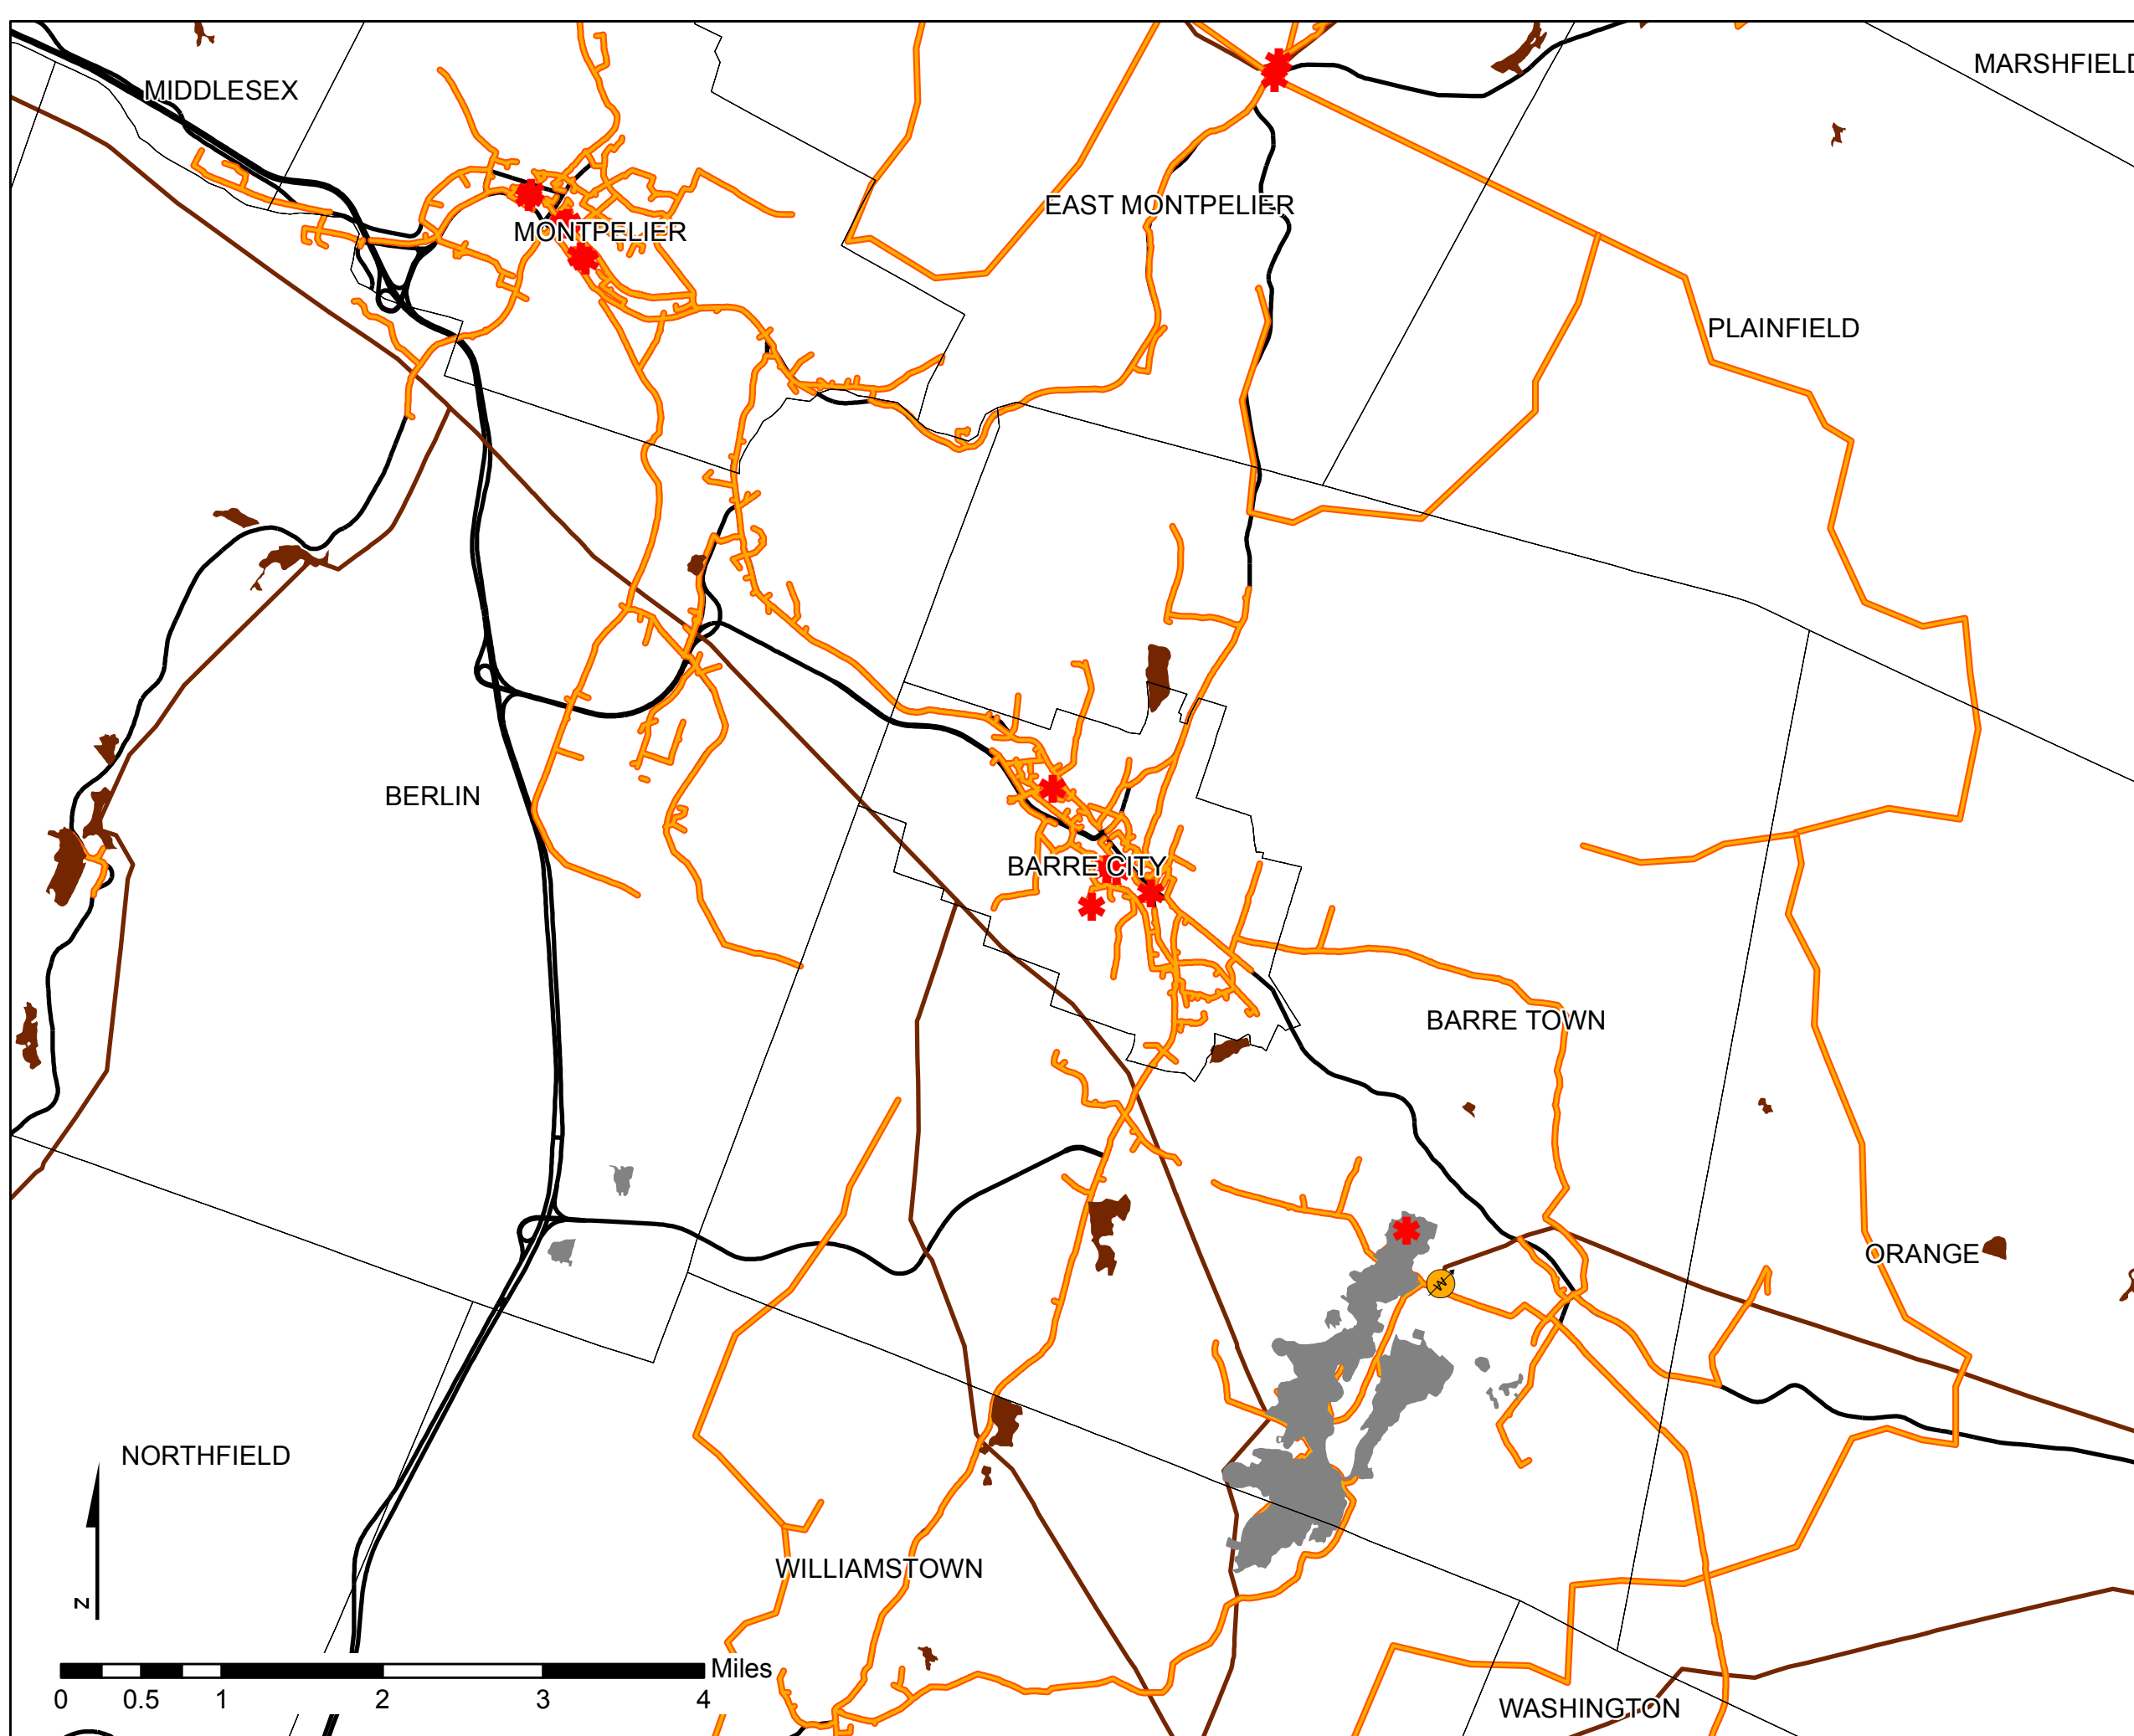 MARSHFIELD
MIDDLESEX
EAST MONTPELIER
MONTPELIER
PLAINFIELD
BERLIN
BARRE CITY
BARRE TOWN
ORANGE
W
NORTHFIELD
WILLIAMSTOWN
z
Miles
0 0.5 1 2 3 4
WASHINGTON